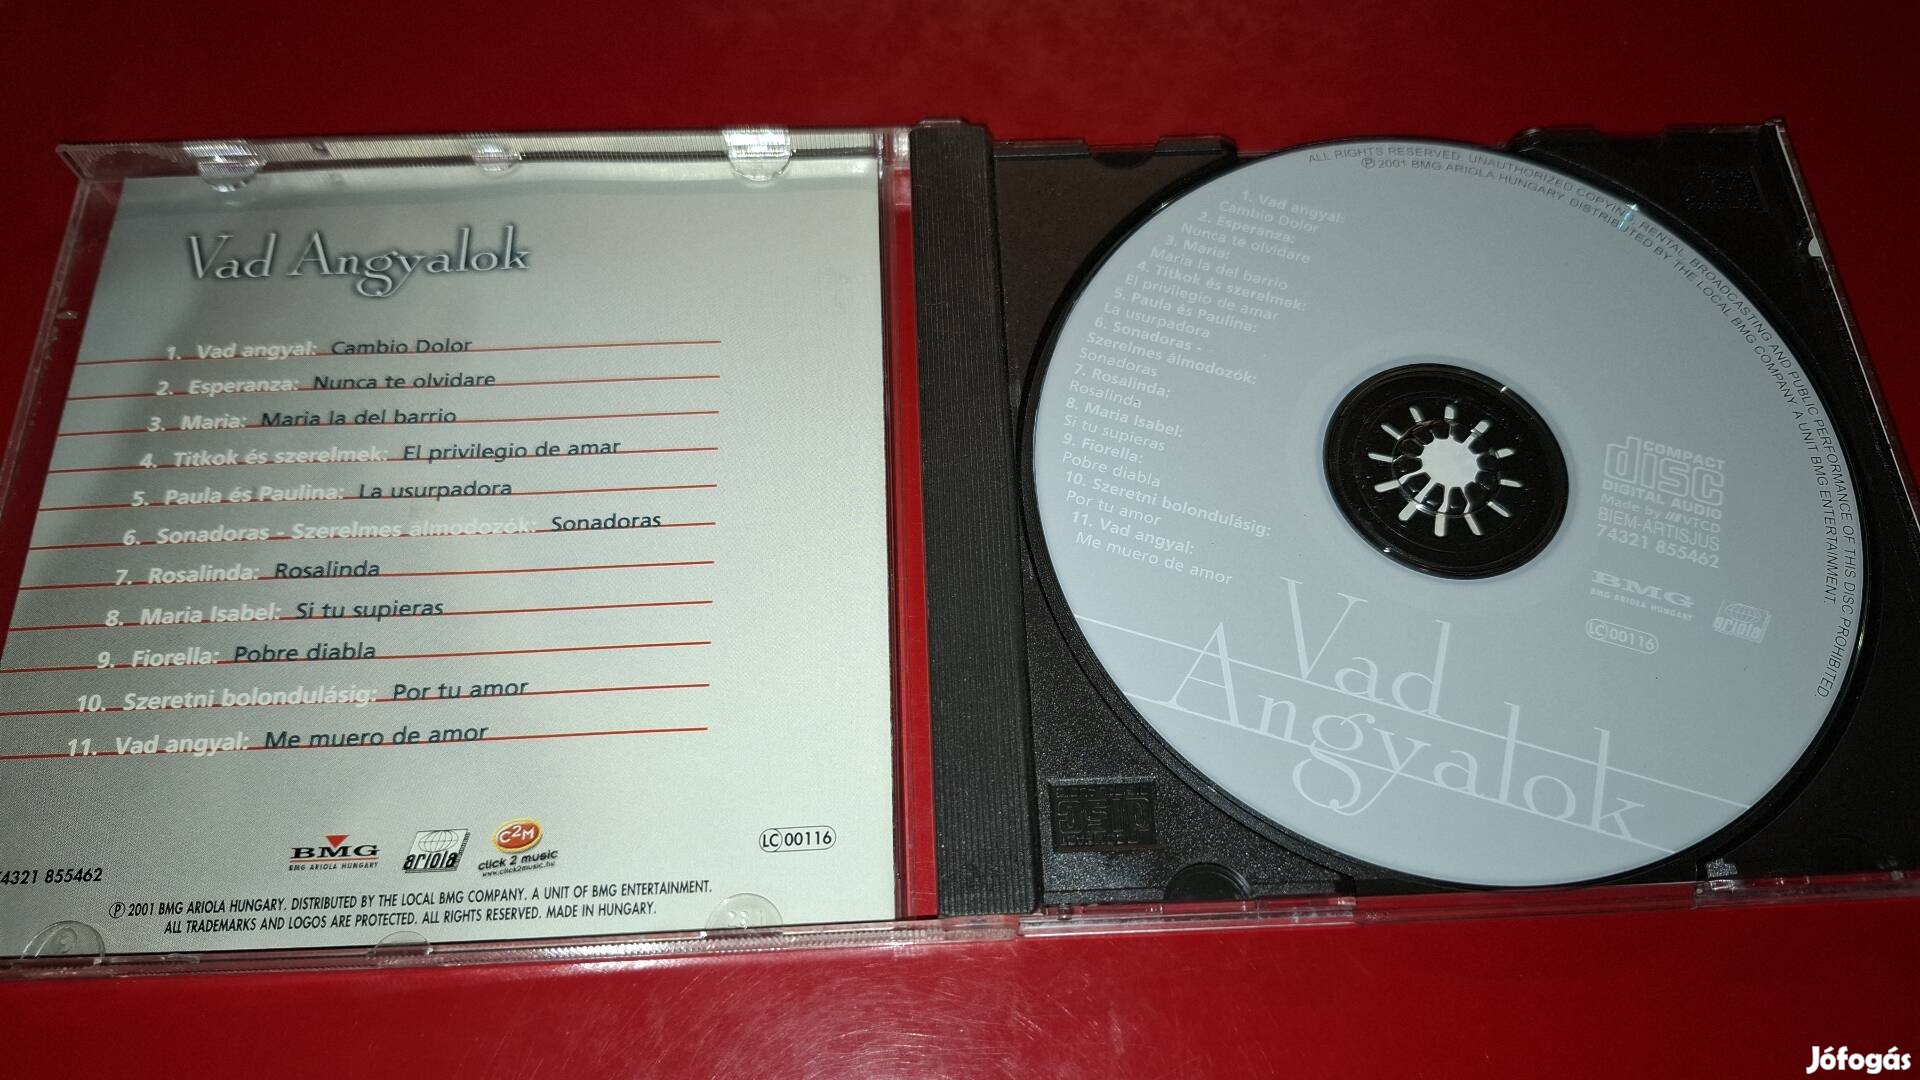 Vad Angyalok
1. Vad angyal: Cambio Dolor
2. Esperanza: Nunca te olvidare
3. Maria: Maria la del barrio
4. Titkok és szerelmek: El privilegio de amar
5. Paula és Paulina: La usurpadora
6. Sonadoras - Szerelmes álmodozók: Sonadoras
7. Rosalinda: Rosalinda
8. Maria Isabel: Si tu supieras
9. Fiorella: Pobre diabla
10. Szeretni bolondulásig: Por tu amor
11. Vad angyal: Me muero de amor
BMG
BMG ARIOLA HUNGARY
ariola
C2M
click 2 music
www.click2music.hu
LC 00116
4321 855462
℗ 2001 BMG ARIOLA HUNGARY. DISTRIBUTED BY THE LOCAL BMG COMPANY. A UNIT OF BMG ENTERTAINMENT.
ALL TRADEMARKS AND LOGOS ARE PROTECTED. ALL RIGHTS RESERVED. MADE IN HUNGARY.
ALL RIGHTS RESERVED. UNAUTHORIZED COPYING, RENTAL, BROADCASTING AND PUBLIC PERFORMANCE OF THIS DISC PROHIBITED.
℗ 2001 BMG ARIOLA HUNGARY. DISTRIBUTED BY THE LOCAL BMG COMPANY. A UNIT BMG ENTERTAINMENT.
1. Vad angyal:
Cambio Dolor
2. Esperanza:
Nunca te olvidare
3. Maria:
Maria la del barrio
4. Titkok és szerelmek:
El privilegio de amar
5. Paula és Paulina:
La usurpadora
6. Sonadoras -
Szerelmes álmodozók:
Sonadoras
7. Rosalinda:
Rosalinda
8. Maria Isabel:
Si tu supieras
9. Fiorella:
Pobre diabla
10. Szeretni bolondulásig:
Por tu amor
11. Vad angyal:
Me muero de amor
COMPACT
disc
DIGITAL AUDIO
Made by VTCD
BIEM-ARTISJUS
74321 855462
BMG
BMG ARIOLA HUNGARY
ariola
LC 00116
Vad
Angyalok
Jófogás